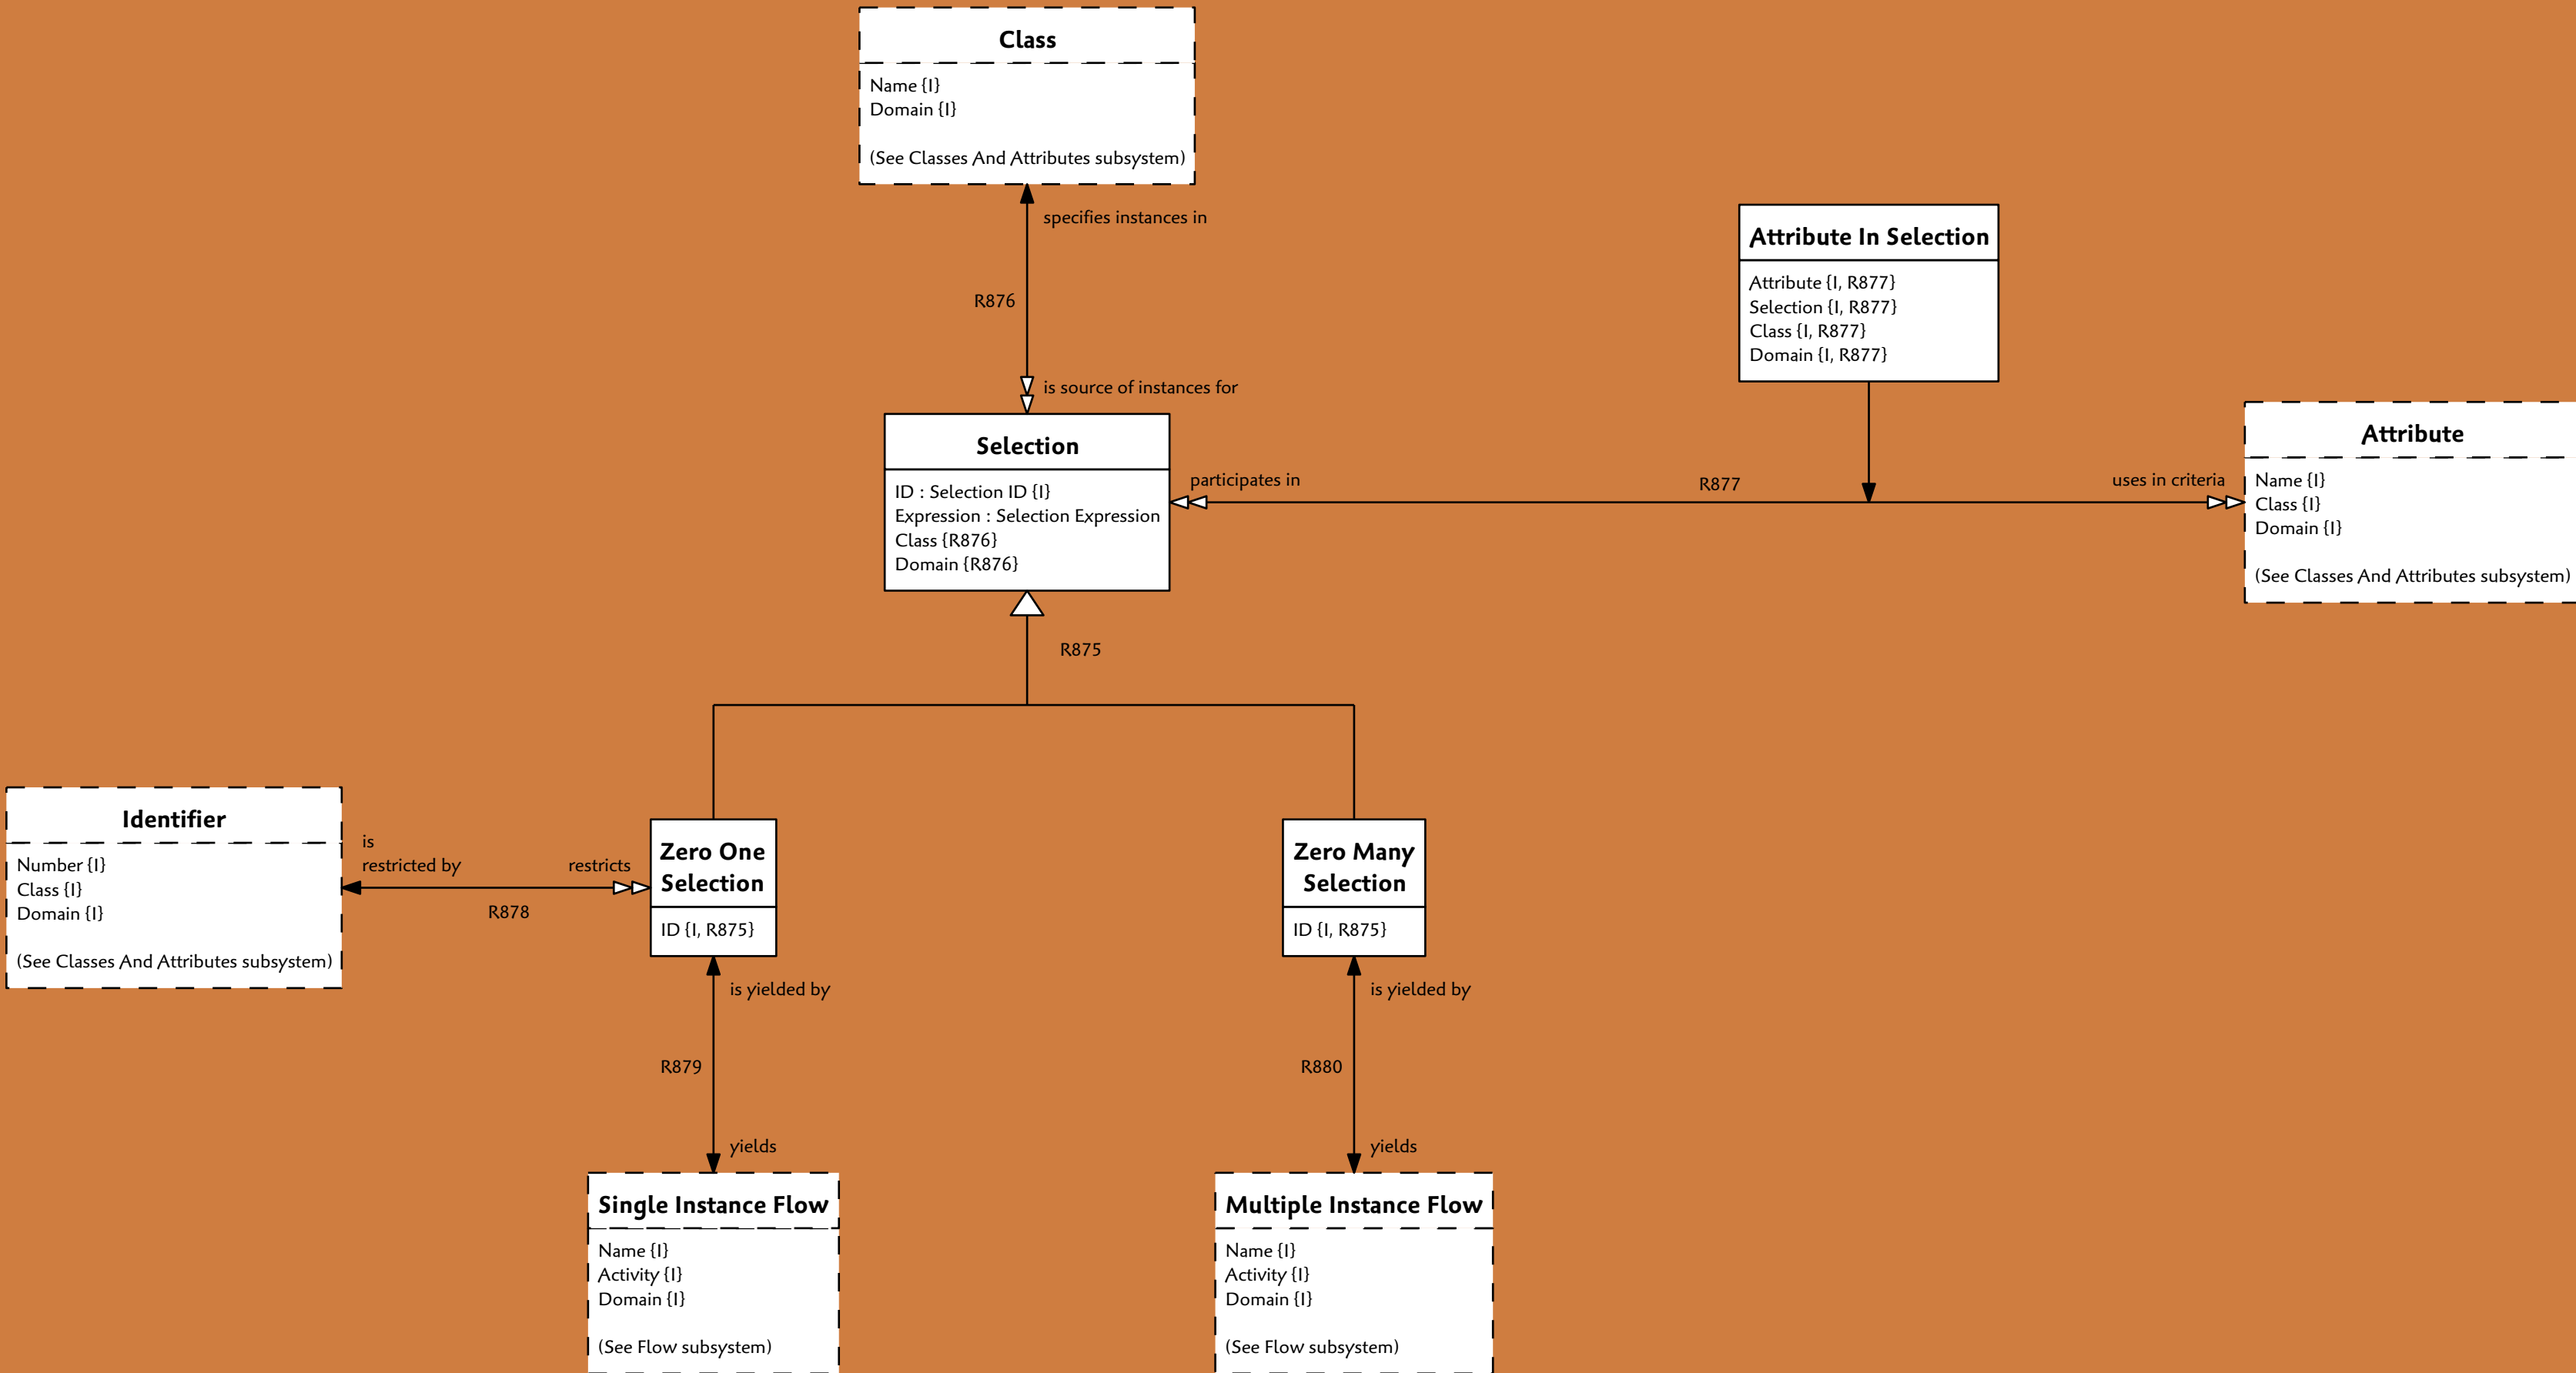 Class
Name {I}
Domain {I}
(See Classes And Attributes subsystem)
specifies instances in
R876
is source of instances for
Attribute In Selection
Attribute {I, R877}
Selection {I, R877}
Class {I, R877}
Domain {I, R877}
Selection
ID : Selection ID {I}
Expression : Selection Expression
Class {R876}
Domain {R876}
participates in
R877
uses in criteria
Attribute
Name {I}
Class {I}
Domain {I}
(See Classes And Attributes subsystem)
R875
Identifier
Number {I}
Class {I}
Domain {I}
(See Classes And Attributes subsystem)
is
restricted by
restricts
R878
Zero One
Selection
ID {I, R875}
Zero Many
Selection
ID {I, R875}
is yielded by
R879
yields
is yielded by
R880
yields
Single Instance Flow
Name {I}
Activity {I}
Domain {I}
(See Flow subsystem)
Multiple Instance Flow
Name {I}
Activity {I}
Domain {I}
(See Flow subsystem)